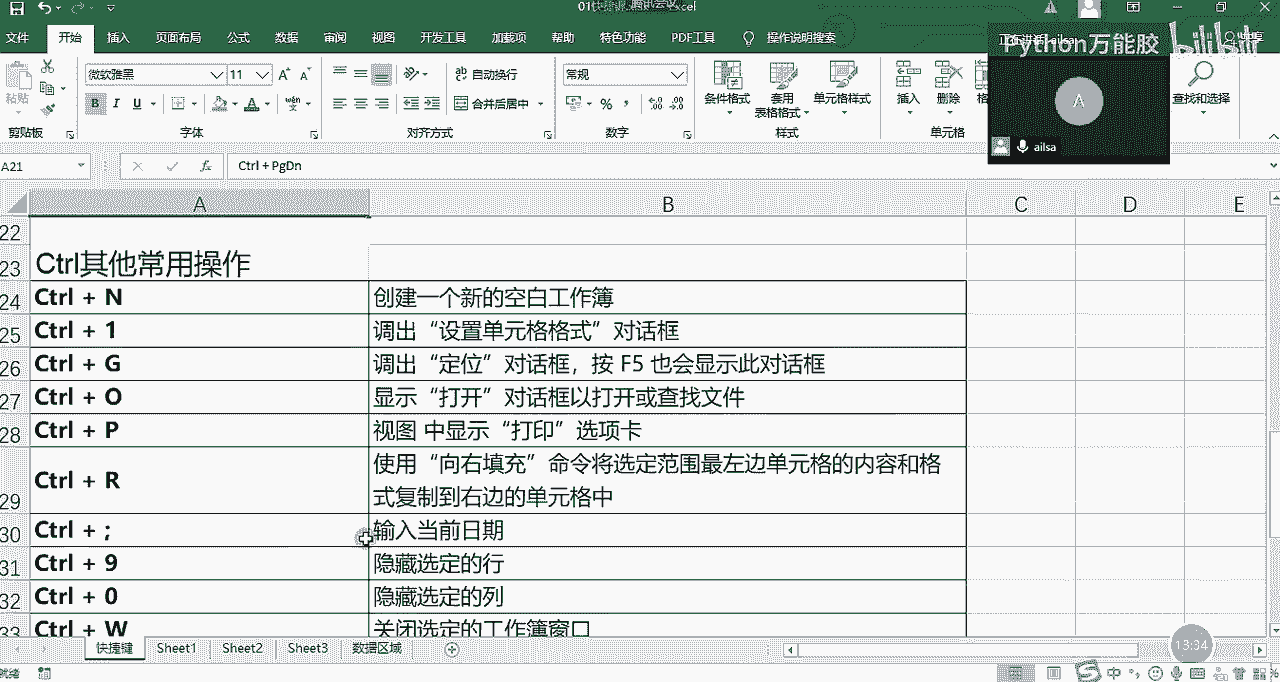 Excel
Python万能胶 bilibili
文件 开始 插入 页面布局 公式 数据 审阅 视图 开发工具 加载项 帮助 特色功能 PDF工具 操作说明搜索
微软雅黑 11 自动换行 常规
粘贴 B I U A 合并后居中 % 条件格式 套用 单元格样式 插入 删除 查找和选择
表格格式
剪贴板 字体 对齐方式 数字 样式 单元格
A
ailsa
A21 fx Ctrl + PgDn
A B C D E
22
23 Ctrl其他常用操作
24 Ctrl + N 创建一个新的空白工作簿
25 Ctrl + 1 调出“设置单元格格式”对话框
26 Ctrl + G 调出“定位”对话框，按 F5 也会显示此对话框
27 Ctrl + O 显示“打开”对话框以打开或查找文件
28 Ctrl + P 视图 中显示“打印”选项卡
29 Ctrl + R 使用“向右填充”命令将选定范围最左边单元格的内容和格
式复制到右边的单元格中
30 Ctrl + ; 输入当前日期
31 Ctrl + 9 隐藏选定的行
32 Ctrl + 0 隐藏选定的列
33 Ctrl + W 关闭选定的工作簿窗口
快捷键 Sheet1 Sheet2 Sheet3 数据区域
13:34
就绪 中